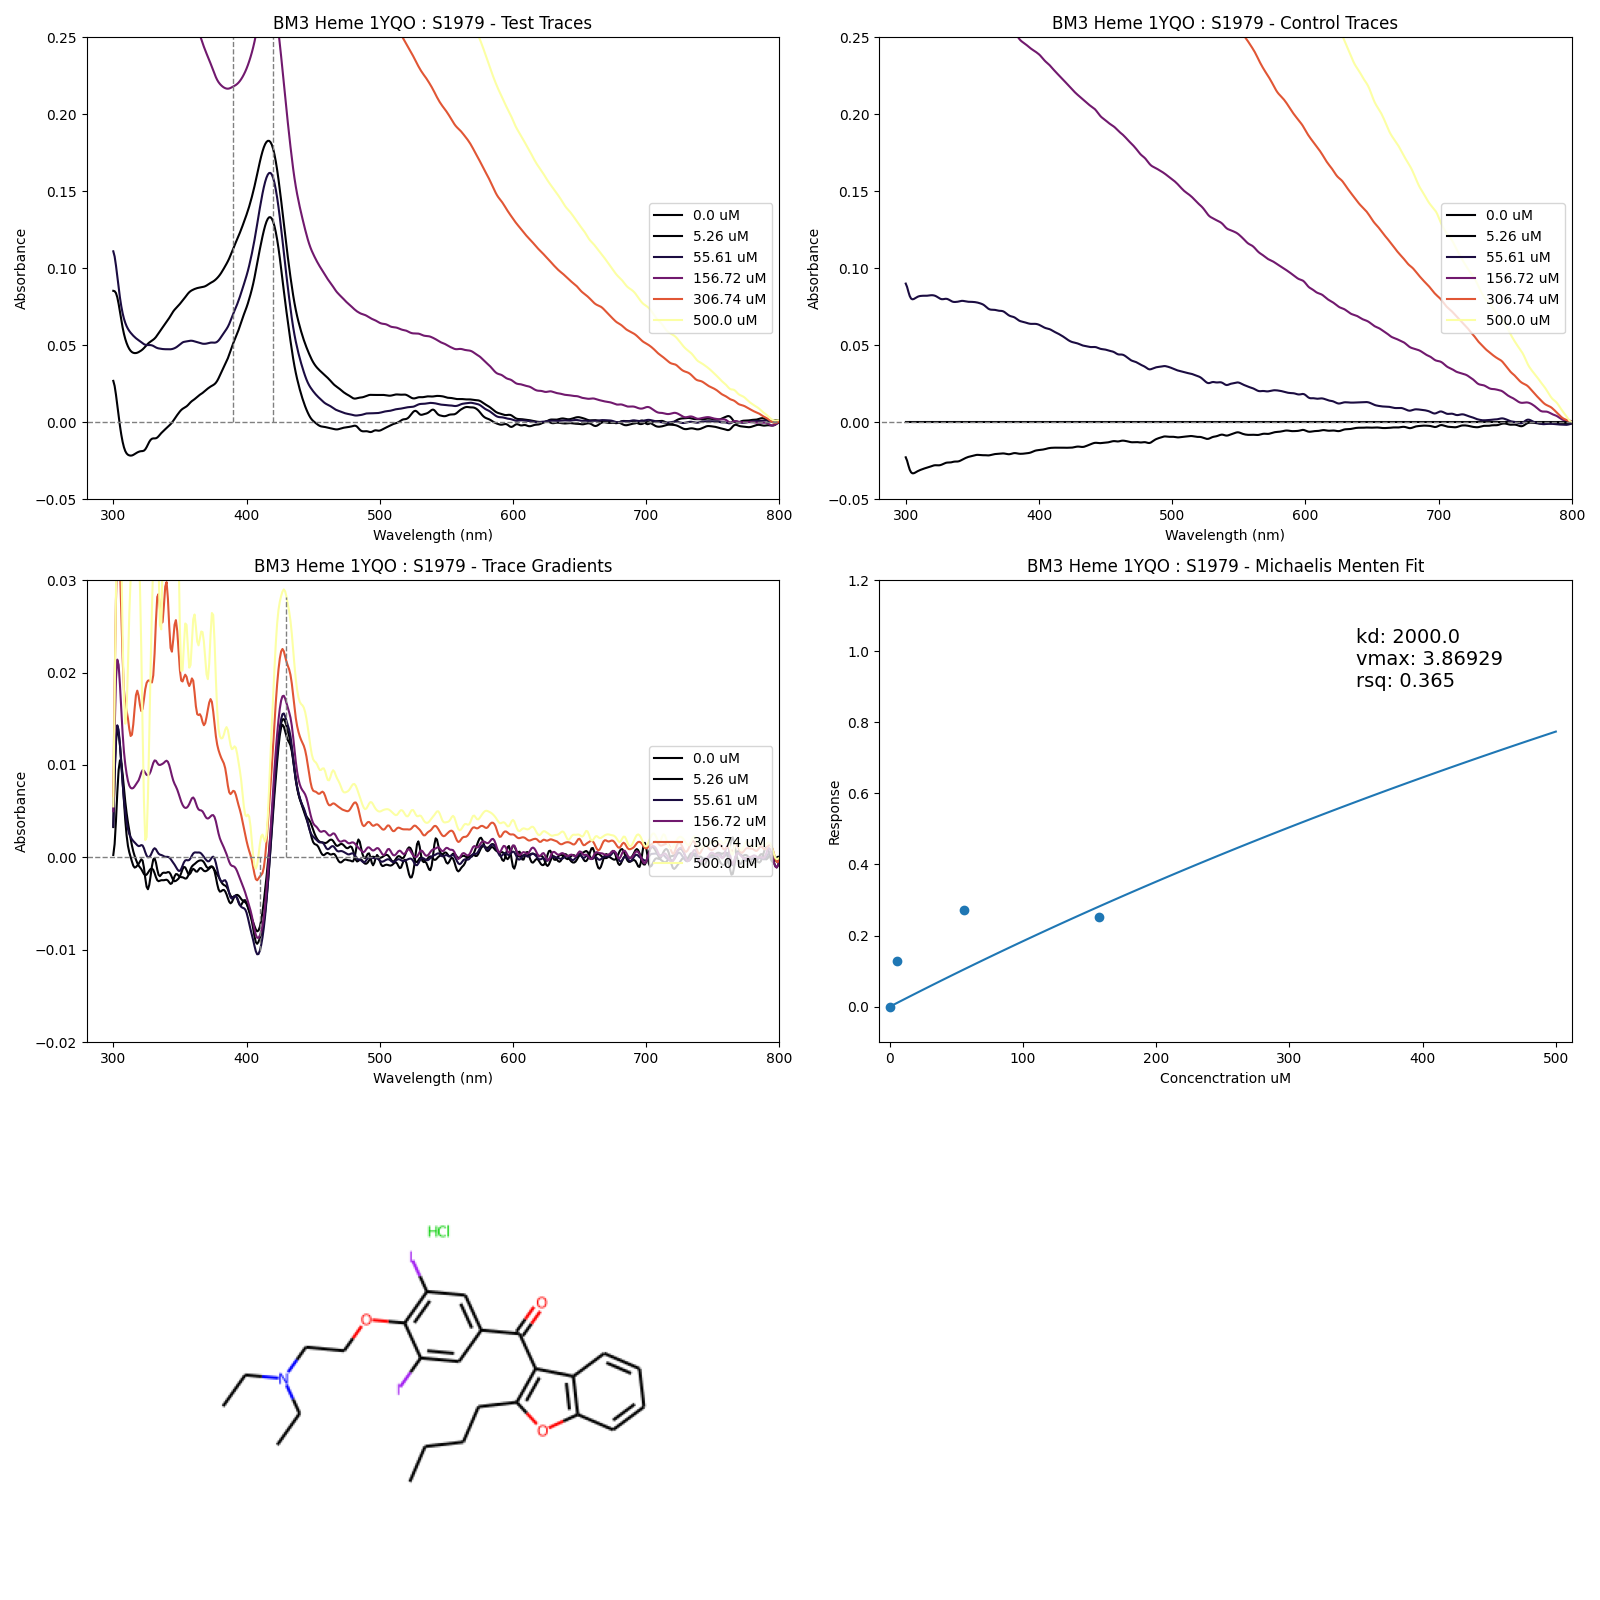 BM3 Heme 1YQO : S1979 - Test Traces
0.25
0.20
0.15
0.10
0.05
0.00
−0.05
Absorbance
300
400
500
600
700
800
Wavelength (nm)
0.0 uM
5.26 uM
55.61 uM
156.72 uM
306.74 uM
500.0 uM
BM3 Heme 1YQO : S1979 - Control Traces
0.25
0.20
0.15
0.10
0.05
0.00
−0.05
Absorbance
300
400
500
600
700
800
Wavelength (nm)
0.0 uM
5.26 uM
55.61 uM
156.72 uM
306.74 uM
500.0 uM
BM3 Heme 1YQO : S1979 - Trace Gradients
0.03
0.02
0.01
0.00
−0.01
−0.02
Absorbance
300
400
500
600
700
800
Wavelength (nm)
0.0 uM
5.26 uM
55.61 uM
156.72 uM
306.74 uM
500.0 uM
BM3 Heme 1YQO : S1979 - Michaelis Menten Fit
1.2
1.0
0.8
0.6
0.4
0.2
0.0
Response
kd: 2000.0
vmax: 3.86929
rsq: 0.365
0
100
200
300
400
500
Concenctration uM
HCl
I
O
O
N
I
O